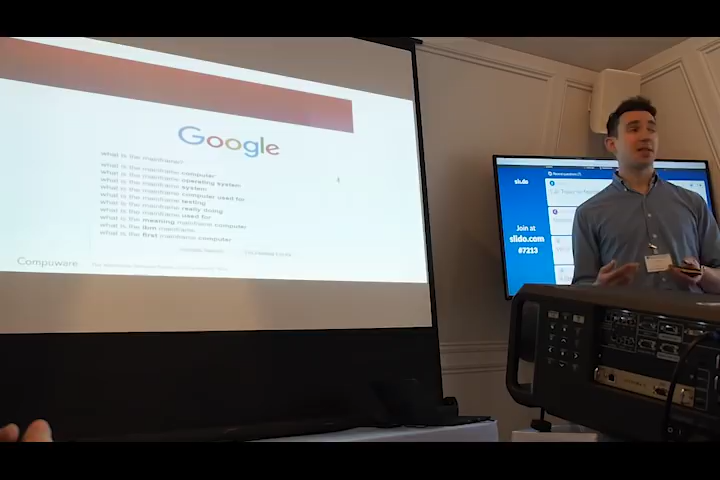 Google
what is the mainframe?
what is the mainframe computer
what is the mainframe operating system
what is the mainframe system
what is the mainframe computer used for
what is the mainframe testing
what is the mainframe really doing
what is the mainframe used for
what is the meaning mainframe computer
what is the ibm mainframe
what is the first mainframe computer
Compuware
sli.do
Join at
slido.com
#7213